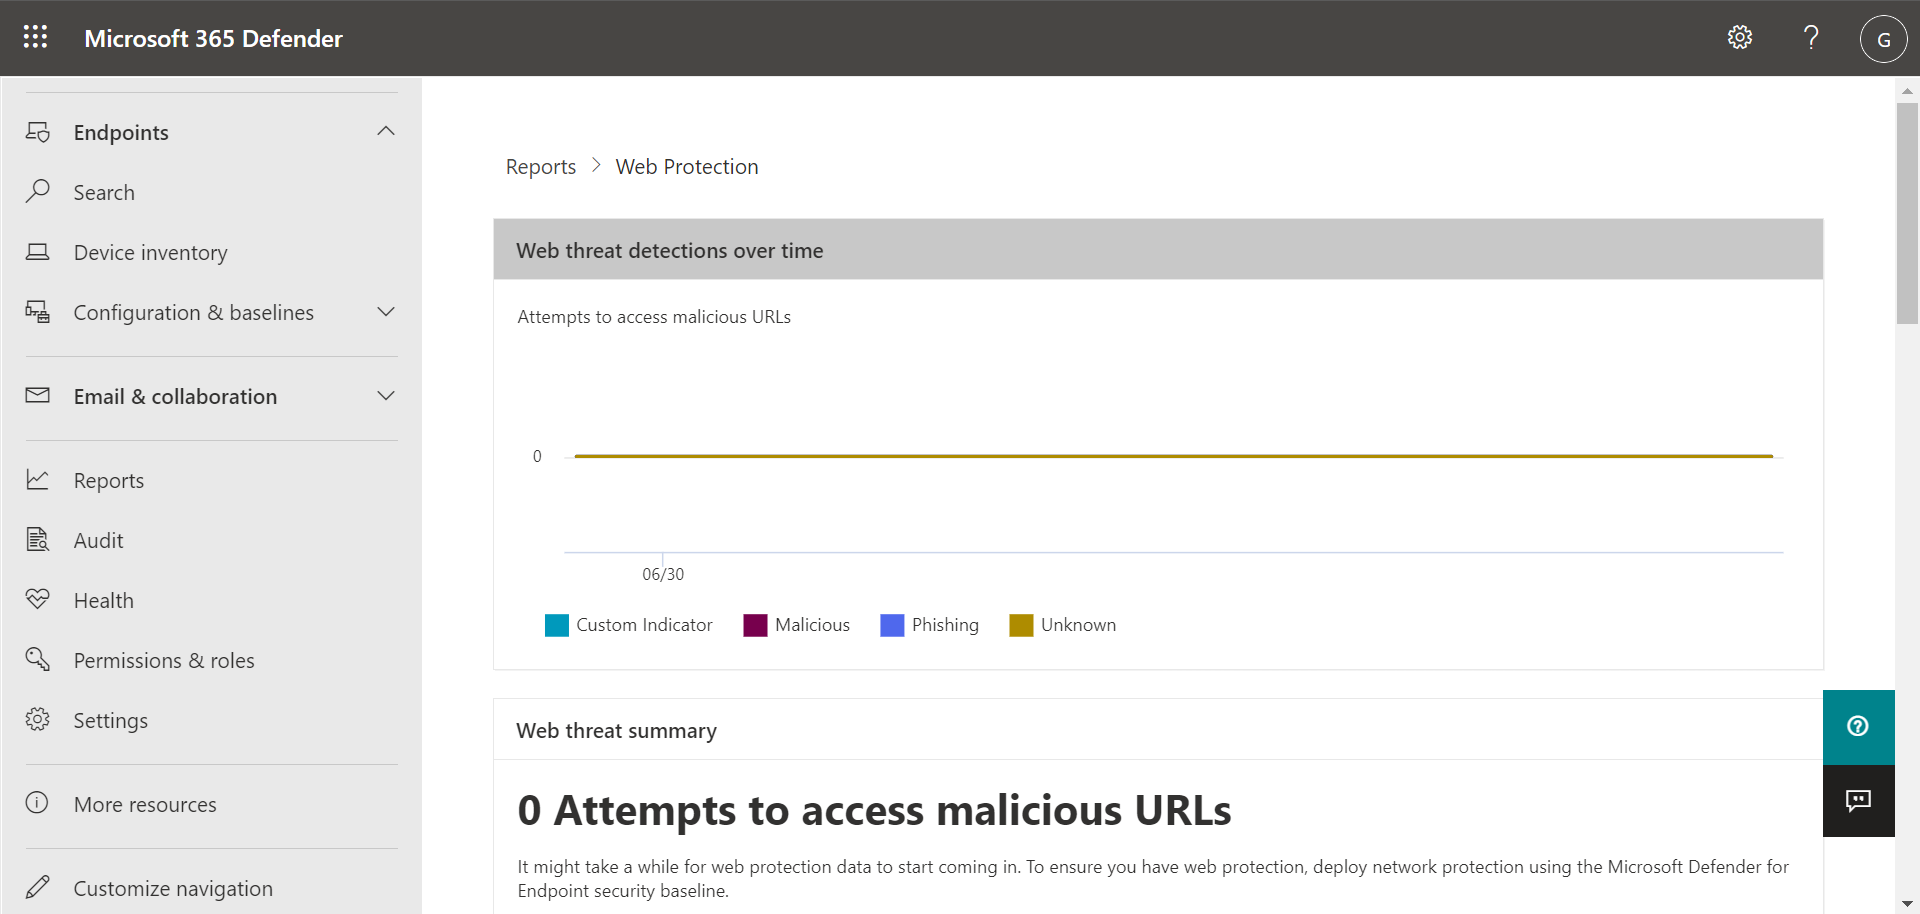 Microsoft 365 Defender
G
Endpoints
Search
Device inventory
Configuration & baselines
Email & collaboration
Reports
Audit
Health
Permissions & roles
Settings
More resources
Customize navigation
Reports > Web Protection
Web threat detections over time
Attempts to access malicious URLs
0
06/30
Custom Indicator Malicious Phishing Unknown
Web threat summary
0 Attempts to access malicious URLs
It might take a while for web protection data to start coming in. To ensure you have web protection, deploy network protection using the Microsoft Defender for
Endpoint security baseline.